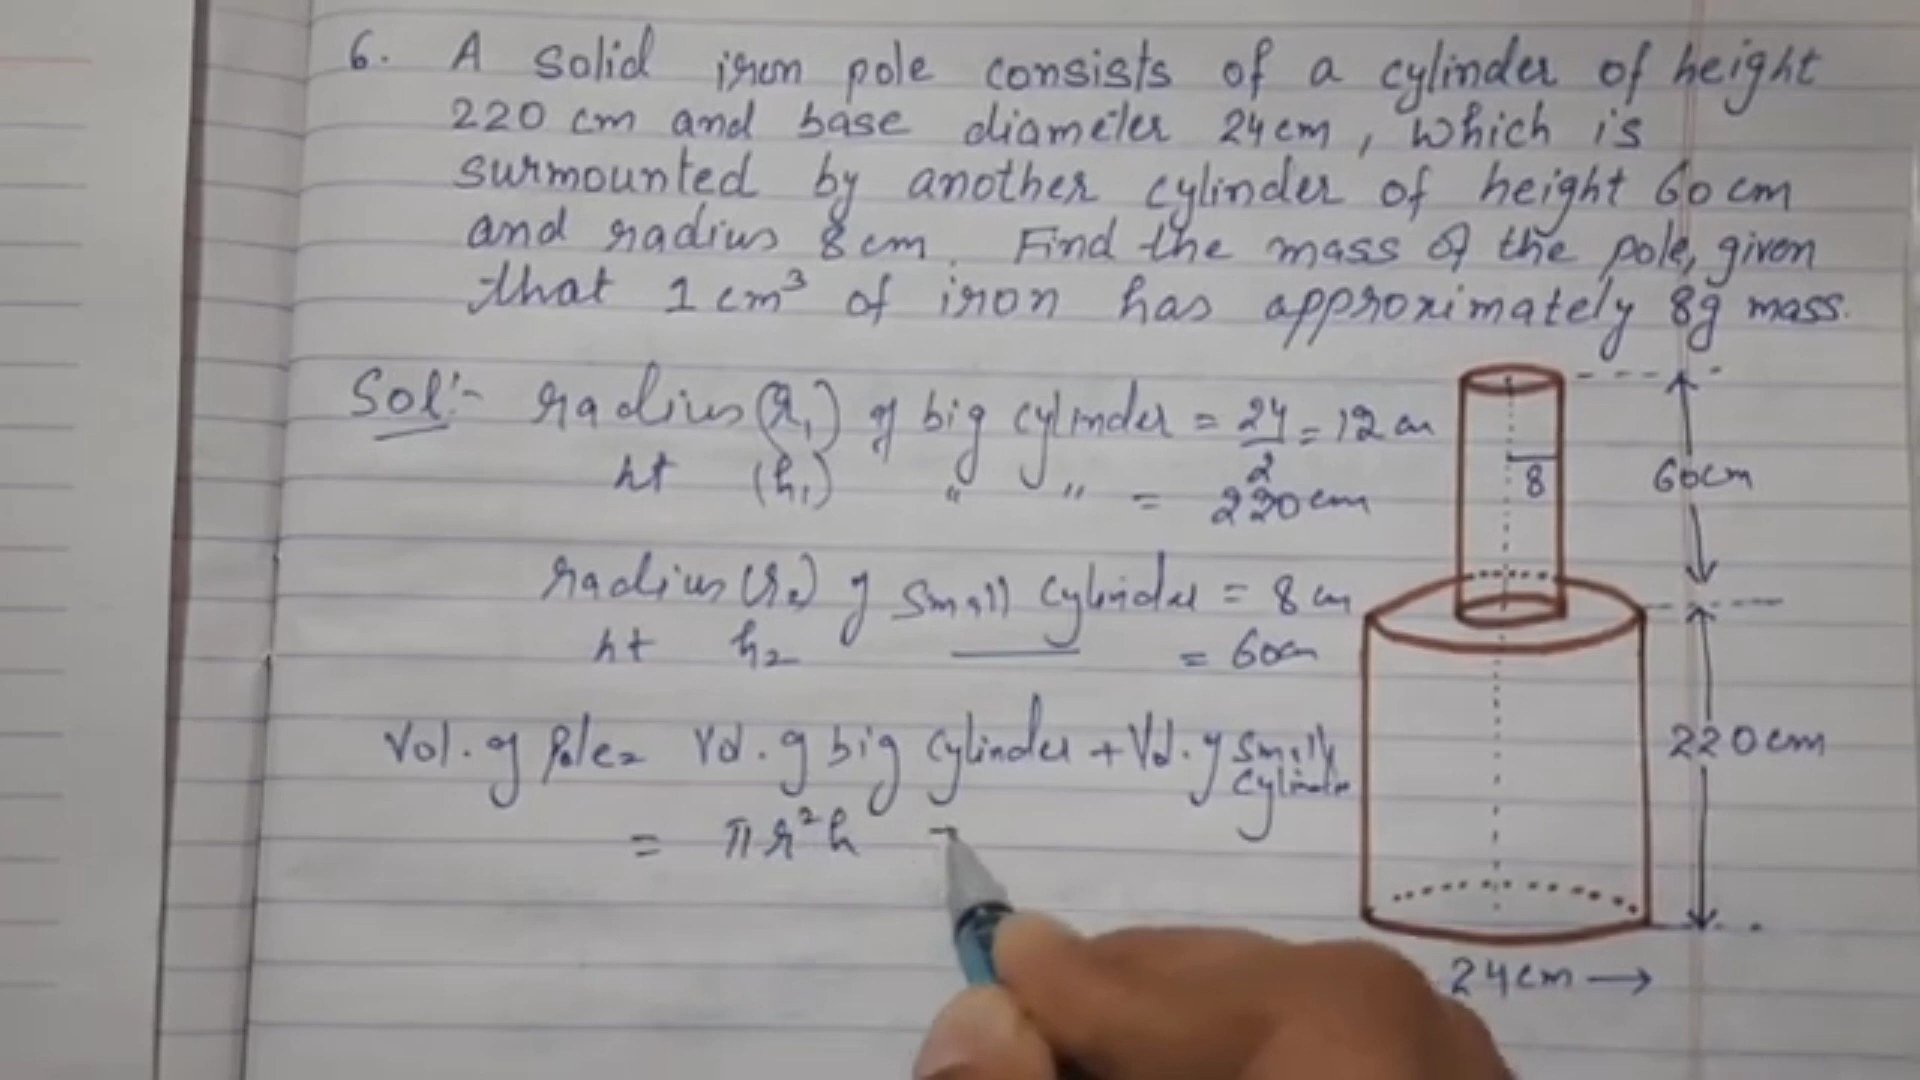 6. A solid iron pole consists of a cylinder of height
220 cm and base diameter 24cm, which is
surmounted by another cylinder of height 60 cm
and radius 8 cm. Find the mass of the pole, given
that 1 cm³ of iron has approximately 8g mass.
Sol:- radius (r₁) of big cylinder = 24/2 = 12 cm
ht (h₁) " " = 220 cm
radius (r₂) of small cylinder = 8 cm
ht h₂ = 60cm
Vol. of Pole = Vol. of big cylinder + Vol. of small
cylinder
= πr²h
8
60cm
220cm
24cm →